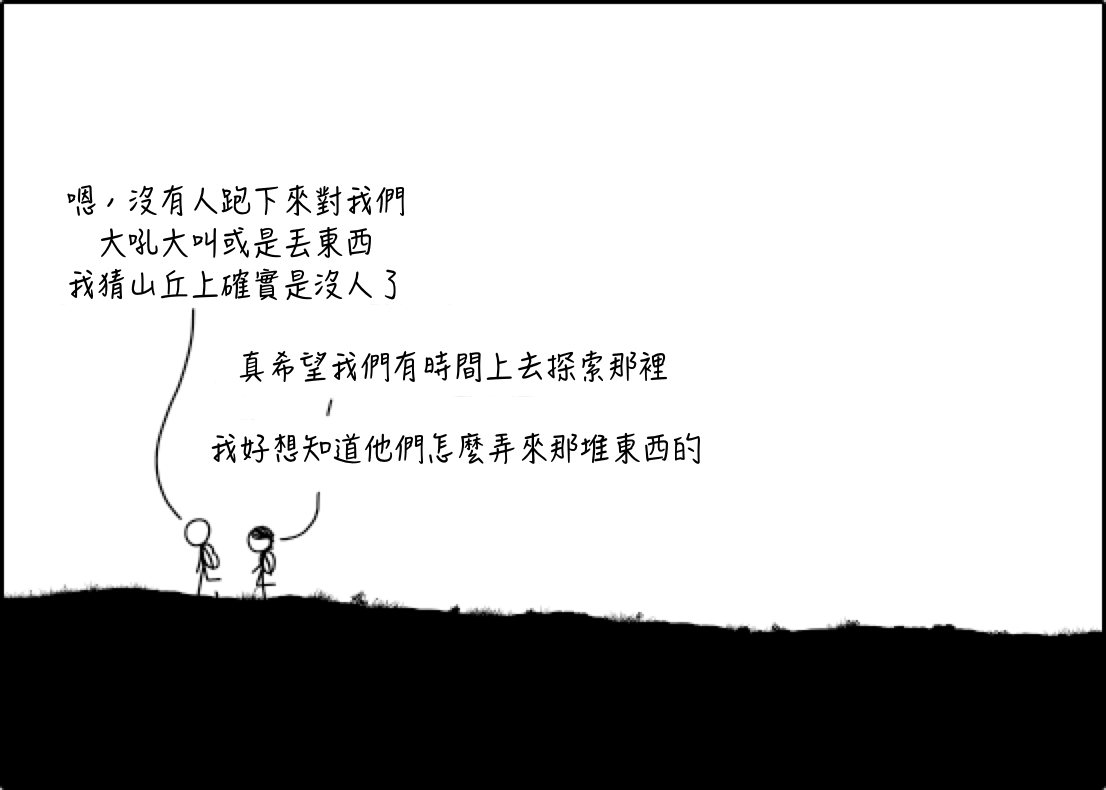 嗯，沒有人跑下來對我們
大吼大叫或是丟東西
我猜山丘上確實是沒人了
真希望我們有時間上去探索那裡
我好想知道他們怎麼弄來那堆東西的